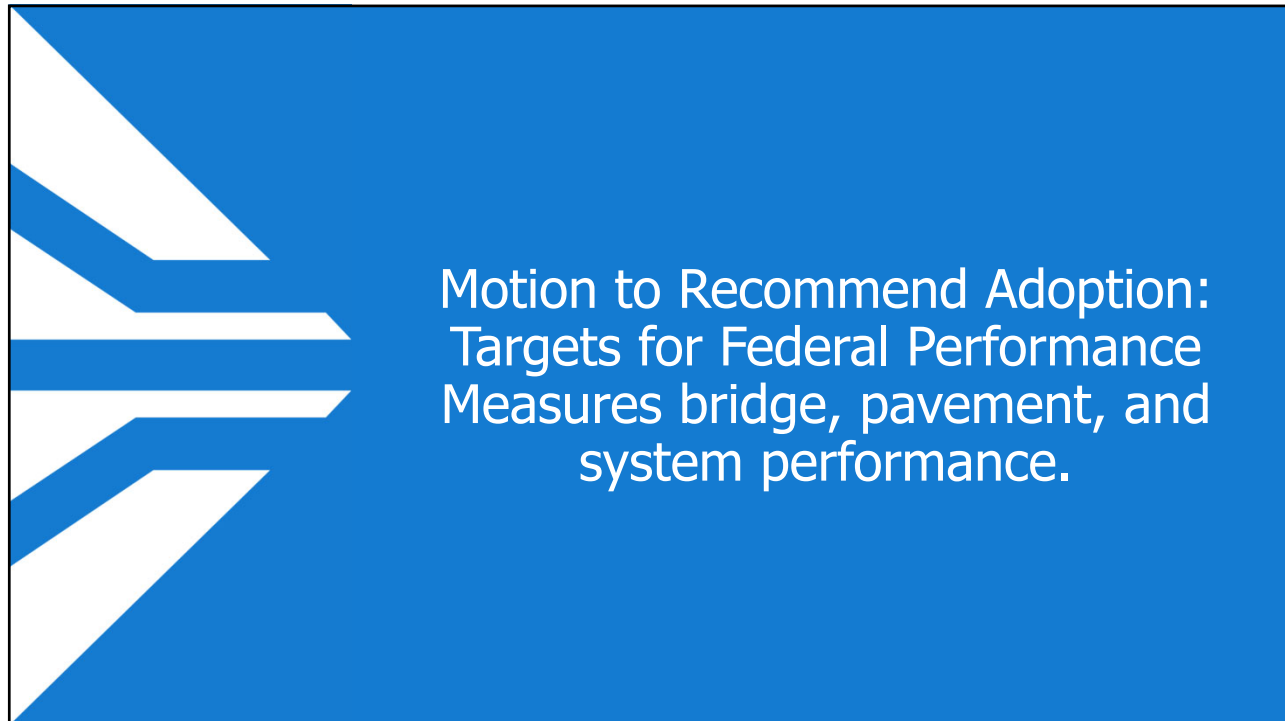 Motion to Recommend Adoption:
Targets for Federal Performance
Measures bridge, pavement, and
system performance.